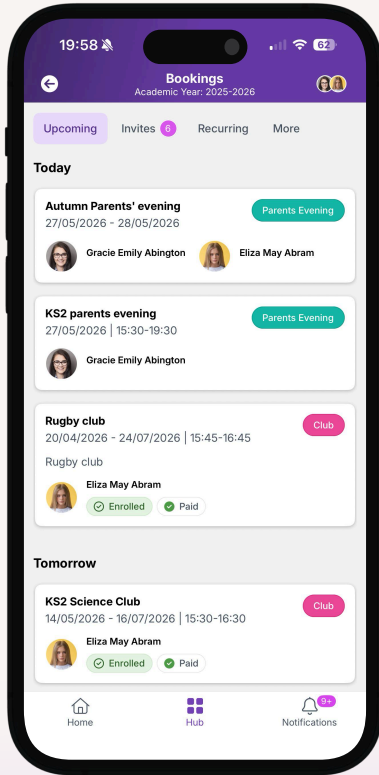 19:58
62
Bookings
Academic Year: 2025-2026
Upcoming Invites 6 Recurring More
Today
Autumn Parents' evening
Parents Evening
27/05/2026 - 28/05/2026
Gracie Emily Abington Eliza May Abram
KS2 parents evening
Parents Evening
27/05/2026 | 15:30-19:30
Gracie Emily Abington
Rugby club
Club
20/04/2026 - 24/07/2026 | 15:45-16:45
Rugby club
Eliza May Abram
Enrolled Paid
Tomorrow
KS2 Science Club
Club
14/05/2026 - 16/07/2026 | 15:30-16:30
Eliza May Abram
Enrolled Paid
9+
Home Hub Notifications